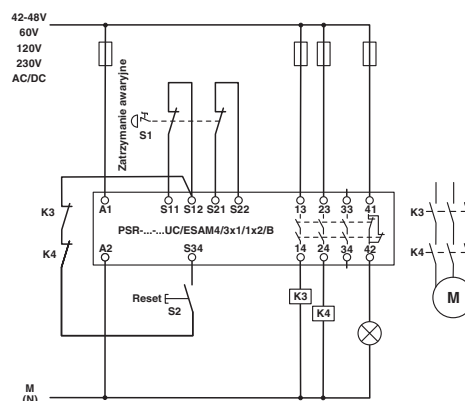 42-48V
60V
120V
230V
AC/DC
Zatrzymanie awaryjne
S1
A1
S11
S12
S21
S22
13
23
33
41
PSR-...-...UC/ESAM4/3x1/1x2/B
A2
S34
14
24
34
42
K3
K4
K3
K4
K3
K4
Reset
S2
M
M
(N)